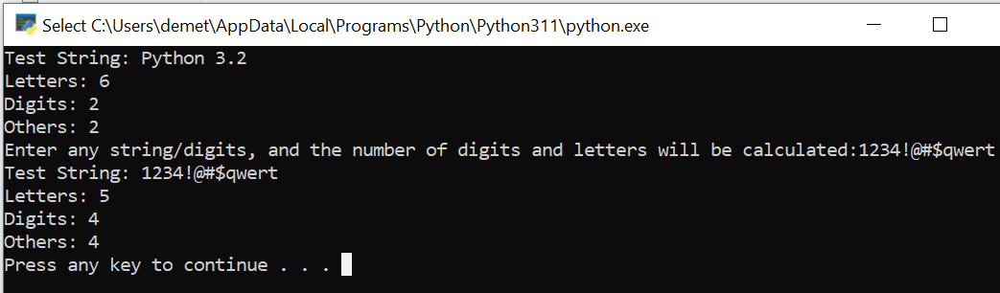 Select C:\Users\demet\AppData\Local\Programs\Python\Python311\python.exe
Test String: Python 3.2
Letters: 6
Digits: 2
Others: 2
Enter any string/digits, and the number of digits and letters will be calculated:1234!@#$qwert
Test String: 1234!@#$qwert
Letters: 5
Digits: 4
Others: 4
Press any key to continue . . .